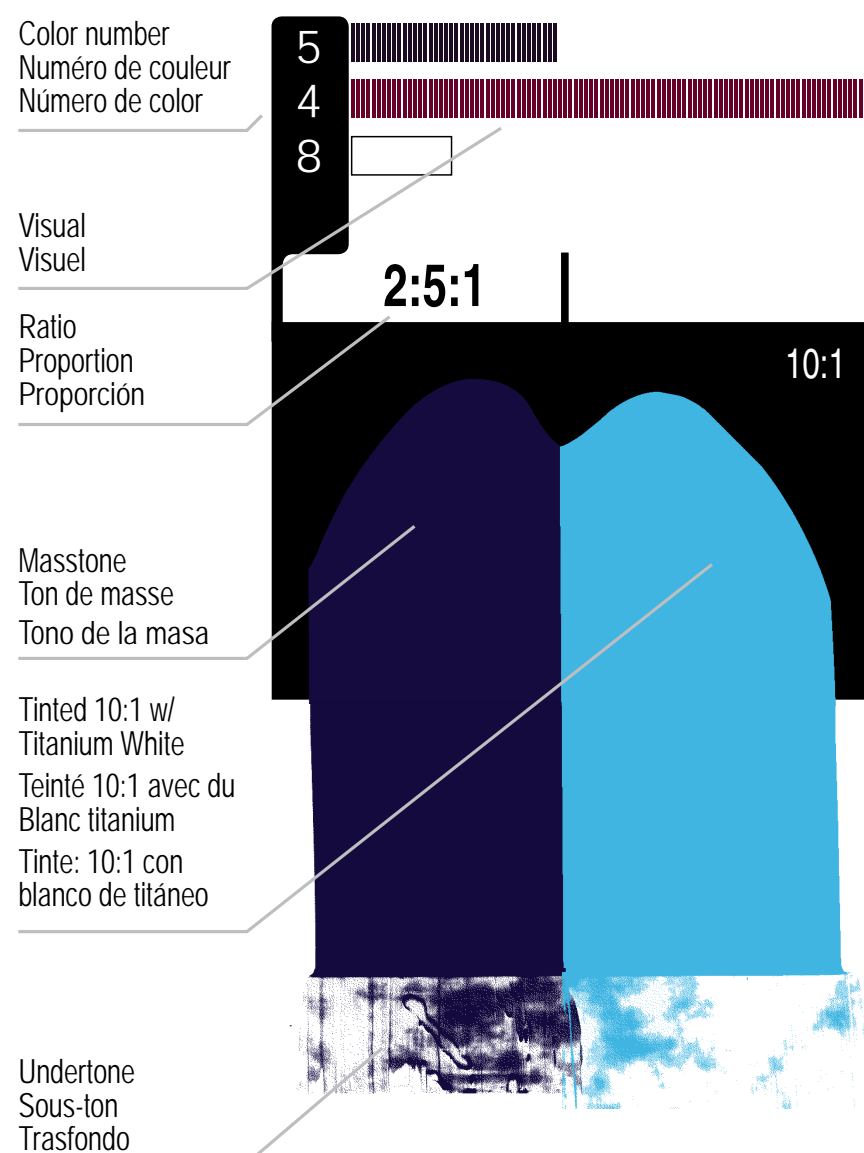 Color number
Numéro de couleur
Número de color
5
4
8
Visual
Visuel
2:5:1
Ratio
Proportion
Proporción
10:1
Masstone
Ton de masse
Tono de la masa
Tinted 10:1 w/
Titanium White
Teinté 10:1 avec du
Blanc titanium
Tinte: 10:1 con
blanco de titáneo
Undertone
Sous-ton
Trasfondo